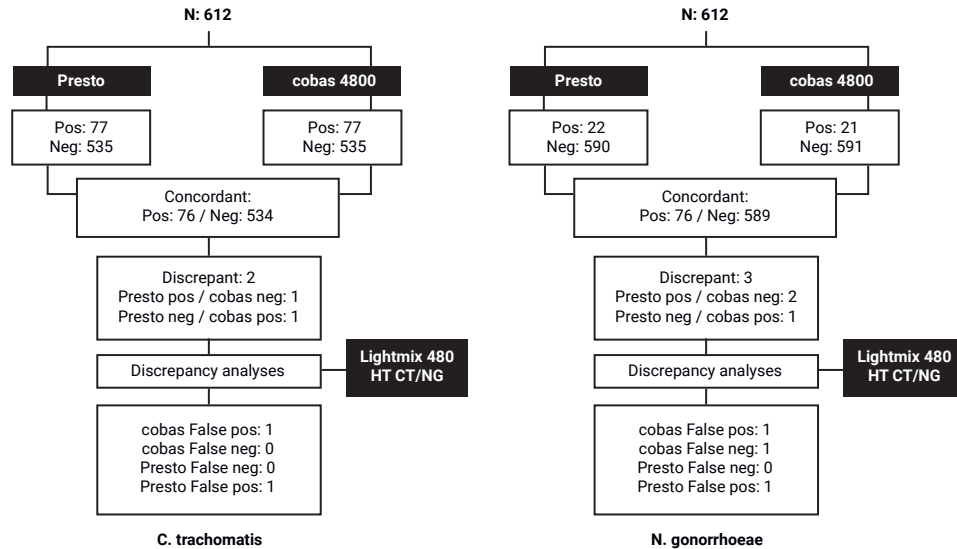 N: 612
Presto
cobas 4800
Pos: 77
Neg: 535
Pos: 77
Neg: 535
Concordant:
Pos: 76 / Neg: 534
Discrepant: 2
Presto pos / cobas neg: 1
Presto neg / cobas pos: 1
Discrepancy analyses
Lightmix 480
HT CT/NG
cobas False pos: 1
cobas False neg: 0
Presto False neg: 0
Presto False pos: 1
C. trachomatis
N: 612
Presto
cobas 4800
Pos: 22
Neg: 590
Pos: 21
Neg: 591
Concordant:
Pos: 76 / Neg: 589
Discrepant: 3
Presto pos / cobas neg: 2
Presto neg / cobas pos: 1
Discrepancy analyses
Lightmix 480
HT CT/NG
cobas False pos: 1
cobas False neg: 1
Presto False neg: 0
Presto False pos: 1
N. gonorrhoeae